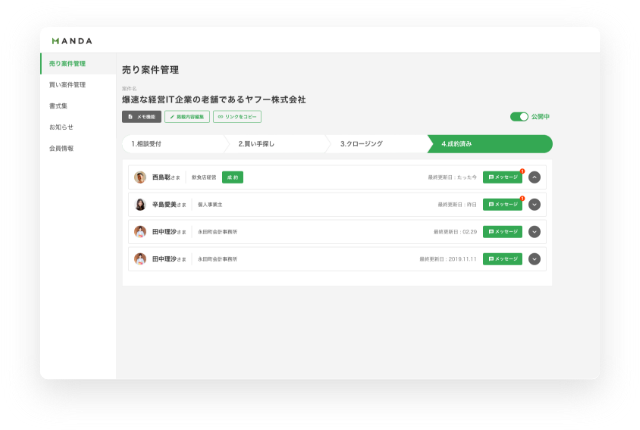 MANDA
売り案件管理
買い案件管理
書式集
お知らせ
会員情報
売り案件管理
案件名
爆速な経営IT企業の老舗であるヤフー株式会社
メモ機能
掲載内容編集
リンクをコピー
公開中
1.相談受付
2.買い手探し
3.クロージング
4.成約済み
西島聡さま 飲食店経営 成約 最終更新日：たった今 メッセージ 1
辛島愛美さま 個人事業主 最終更新日：昨日 メッセージ 1
田中理沙さま 永田町会計事務所 最終更新日：02.29 メッセージ
田中理沙さま 永田町会計事務所 最終更新日：2019.11.11 メッセージ